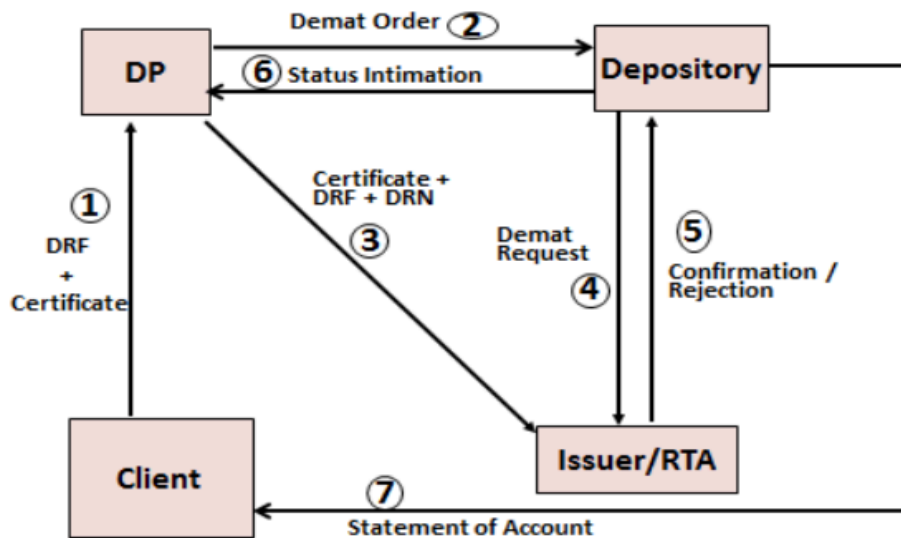 Demat Order 2
DP
6 Status Intimation
Depository
Certificate +
DRF + DRN
3
1
DRF
+
Certificate
Demat
Request
4
5
Confirmation /
Rejection
Client
Issuer/RTA
7
Statement of Account